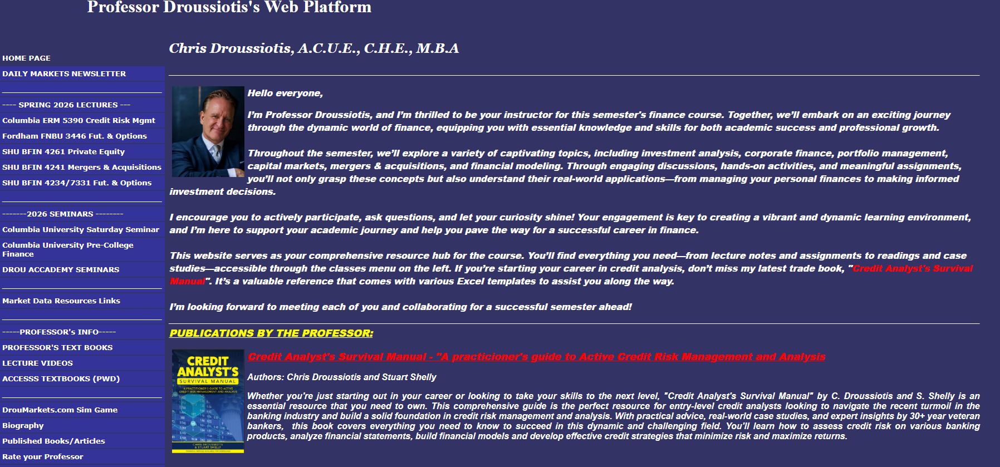 Professor Droussiotis's Web Platform
HOME PAGE
DAILY MARKETS NEWSLETTER
---- SPRING 2026 LECTURES ---
Columbia ERM 5390 Credit Risk Mgmt
Fordham FNBU 3446 Fut. & Options
SHU BFIN 4261 Private Equity
SHU BFIN 4241 Mergers & Acquisitions
SHU BFIN 4234/7331 Fut. & Options
-------2026 SEMINARS --------
Columbia University Saturday Seminar
Columbia University Pre-College
Finance
DROU ACCADEMY SEMINARS
Market Data Resources Links
-----PROFESSOR's INFO-----
PROFESSOR'S TEXT BOOKS
LECTURE VIDEOS
ACCESSS TEXTBOOKS (PWD)
DrouMarkets.com Sim Game
Biography
Published Books/Articles
Rate your Professor
Chris Droussiotis, A.C.U.E., C.H.E., M.B.A
Hello everyone,
I’m Professor Droussiotis, and I’m thrilled to be your instructor for this semester's finance course. Together, we’ll embark on an exciting journey
through the dynamic world of finance, equipping you with essential knowledge and skills for both academic success and professional growth.
Throughout the semester, we’ll explore a variety of captivating topics, including investment analysis, corporate finance, portfolio management,
capital markets, mergers & acquisitions, and financial modeling. Through engaging discussions, hands-on activities, and meaningful assignments,
you’ll not only grasp these concepts but also understand their real-world applications—from managing your personal finances to making informed
investment decisions.
I encourage you to actively participate, ask questions, and let your curiosity shine! Your engagement is key to creating a vibrant and dynamic learning environment,
and I’m here to support your academic journey and help you pave the way for a successful career in finance.
This website serves as your comprehensive resource hub for the course. You’ll find everything you need—from lecture notes and assignments to readings and case
studies—accessible through the classes menu on the left. If you’re starting your career in credit analysis, don’t miss my latest trade book, "Credit Analyst's Survival
Manual". It’s a valuable reference that comes with various Excel templates to assist you along the way.
I’m looking forward to meeting each of you and collaborating for a successful semester ahead!
PUBLICATIONS BY THE PROFESSOR:
CREDIT
ANALYST'S
SURVIVAL MANUAL
A PRACTITIONER'S GUIDE TO ACTIVE
CREDIT RISK MANAGEMENT AND ANALYSIS
CHRIS DROUSSIOTIS
& STUART SHELLY
Credit Analyst's Survival Manual - "A practicioner's guide to Active Credit Risk Management and Analysis
Authors: Chris Droussiotis and Stuart Shelly
Whether you're just starting out in your career or looking to take your skills to the next level, "Credit Analyst's Survival Manual" by C. Droussiotis and S. Shelly is an
essential resource that you need to own. This comprehensive guide is the perfect resource for entry-level credit analysts looking to navigate the recent turmoil in the
banking industry and build a solid foundation in credit risk management and analysis. With practical advice, real-world case studies, and expert insights by 30+ year veteran
bankers,  this book covers everything you need to know to succeed in this dynamic and challenging field. You'll learn how to assess credit risk on various banking
products, analyze financial statements, build financial models and develop effective credit strategies that minimize risk and maximize returns.